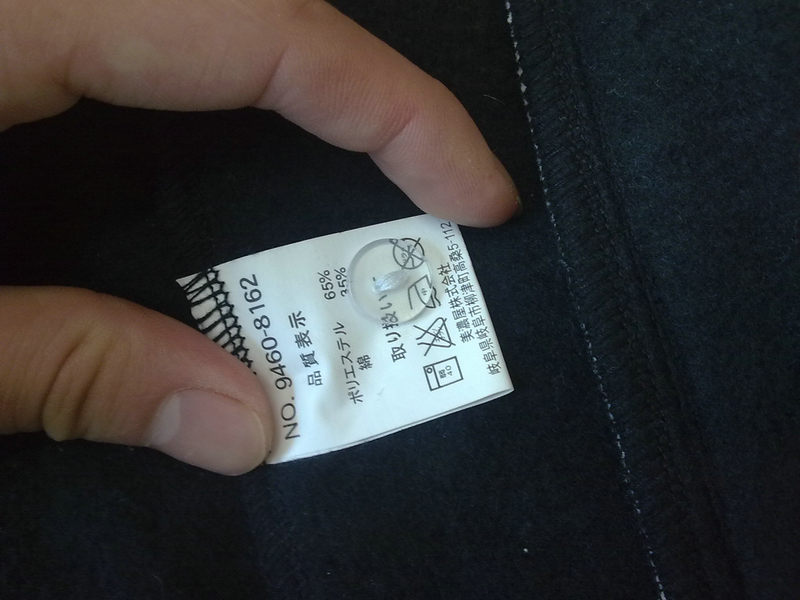 NO. 9460-8162
品質表示
ポリエステル 65%
綿 35%
取り扱い
弱
40
美濃屋株式会社
岐阜県岐阜市柳津町高桑5-112